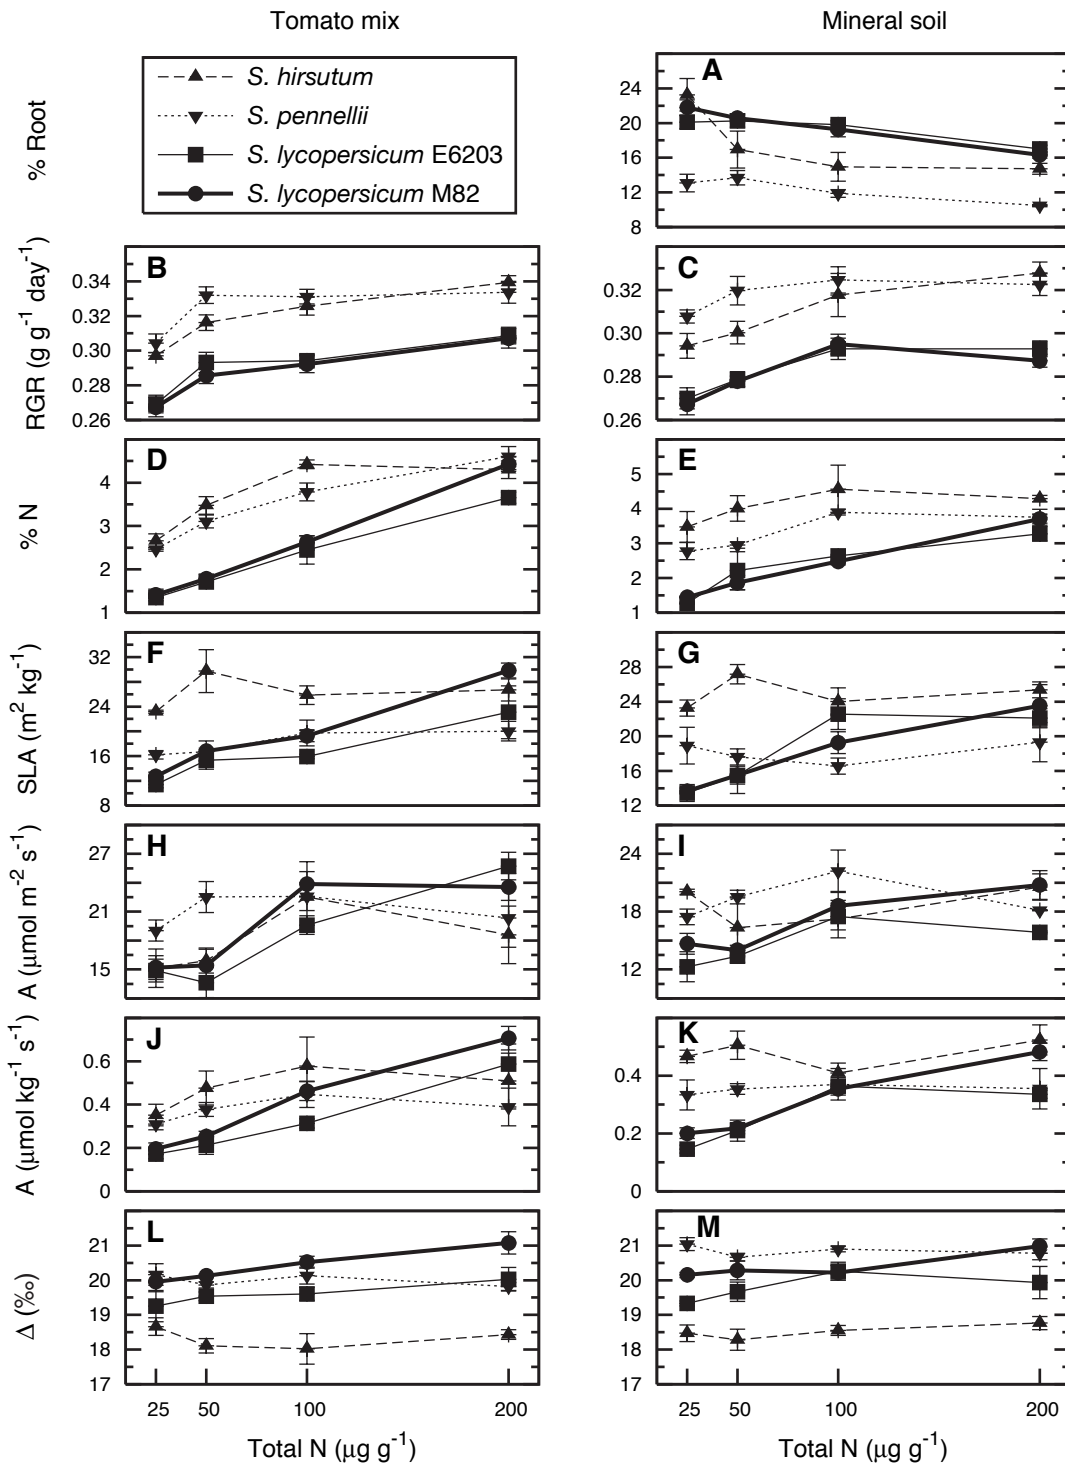 Tomato mix
Mineral soil
S. hirsutum
S. pennellii
S. lycopersicum E6203
S. lycopersicum M82
% Root
A
24
20
16
12
8
RGR (g g⁻¹ day⁻¹)
B
0.34
0.32
0.30
0.28
0.26
C
0.32
0.30
0.28
0.26
% N
D
4
3
2
1
E
5
4
3
2
1
SLA (m² kg⁻¹)
F
32
24
16
8
G
28
24
20
16
12
A (μmol m⁻² s⁻¹)
H
27
21
15
I
24
18
12
A (μmol kg⁻¹ s⁻¹)
J
0.6
0.4
0.2
0
K
0.4
0.2
0
Δ (‰)
L
21
20
19
18
17
M
21
20
19
18
17
25 50 100 200
25 50 100 200
Total N (μg g⁻¹)
Total N (μg g⁻¹)